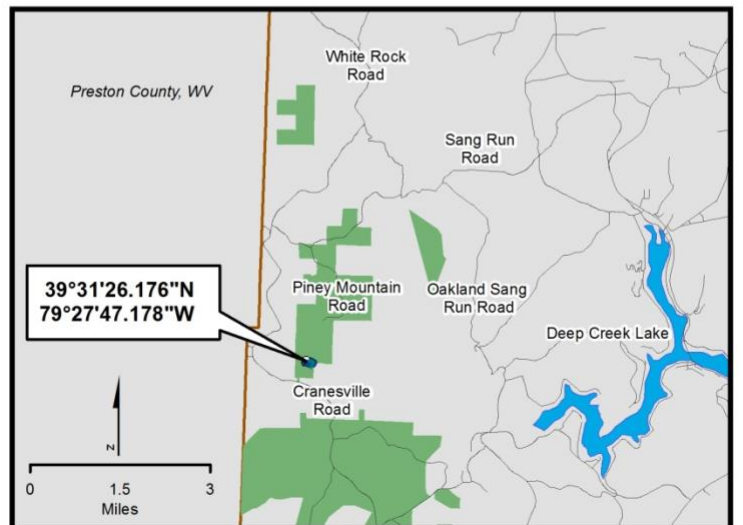 White Rock
Road
Preston County, WV
Sang Run
Road
39°31'26.176"N
79°27'47.178"W
Piney Mountain
Road
Oakland Sang
Run Road
Deep Creek Lake
Cranesville
Road
N
0 1.5 3
Miles